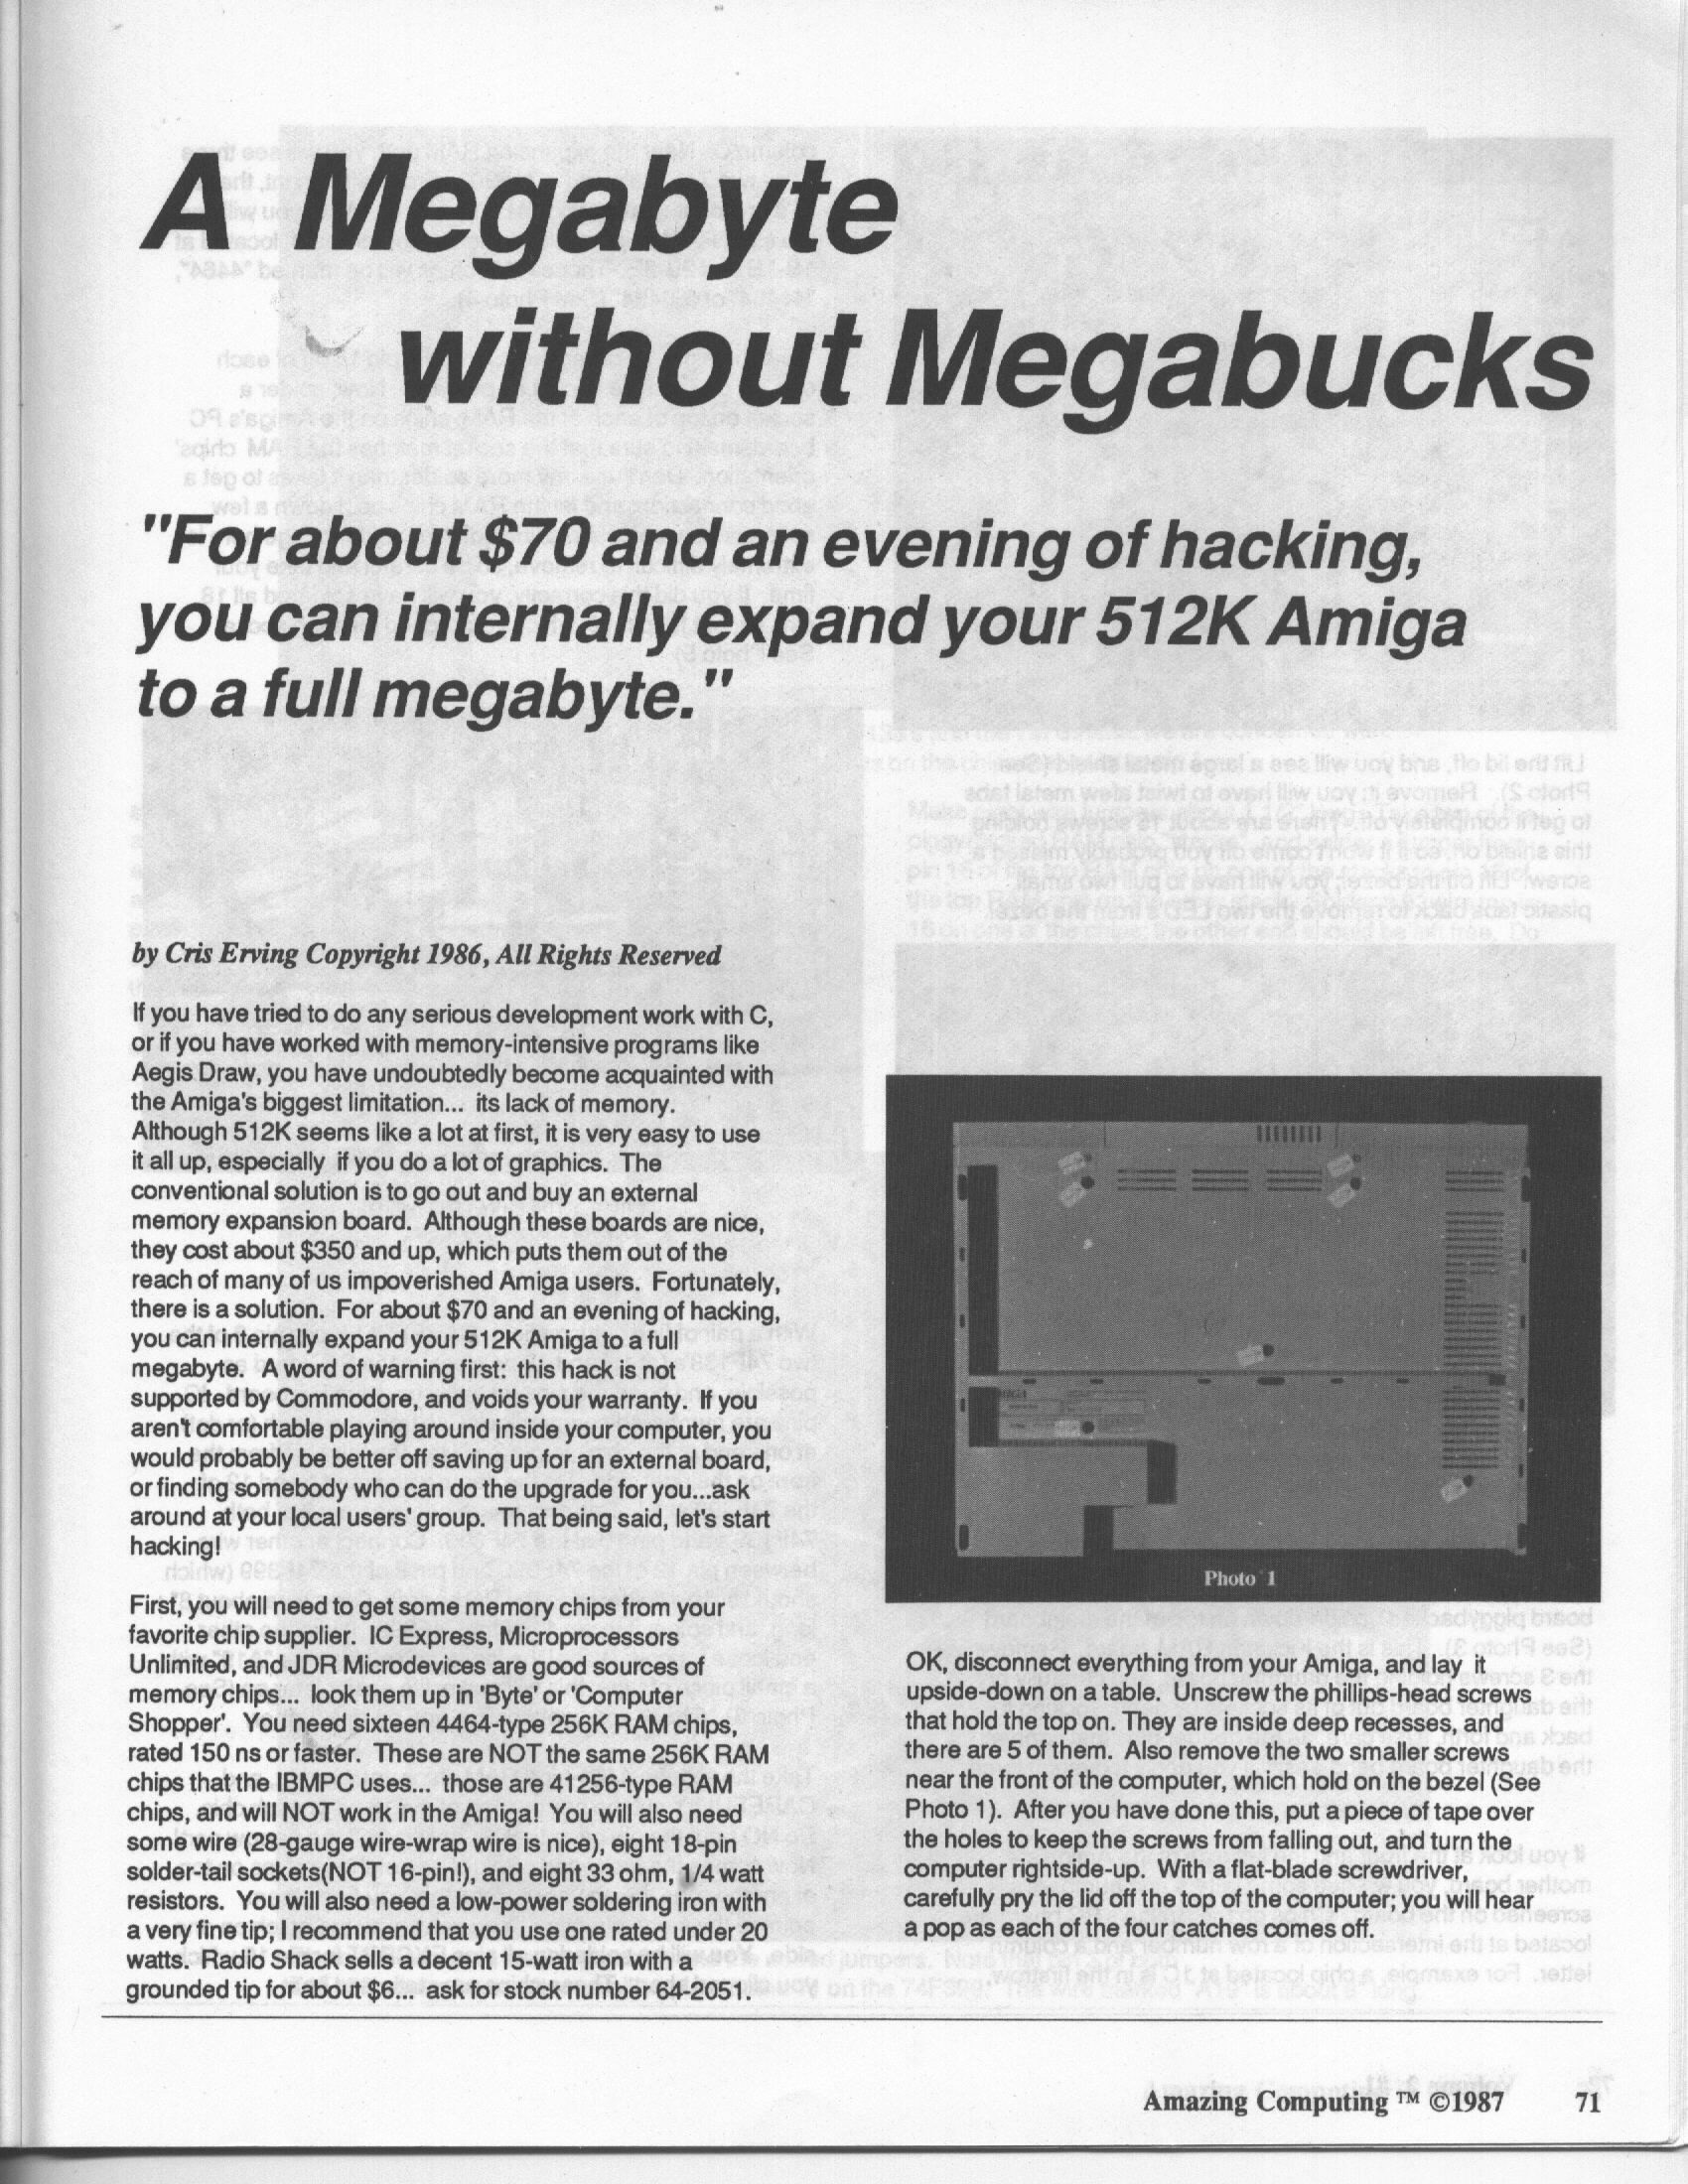 A Megabyte
without Megabucks
"For about $70 and an evening of hacking,
you can internally expand your 512K Amiga
to a full megabyte."
by Cris Erving Copyright 1986, All Rights Reserved
If you have tried to do any serious development work with C,
or if you have worked with memory-intensive programs like
Aegis Draw, you have undoubtedly become acquainted with
the Amiga's biggest limitation... its lack of memory.
Although 512K seems like a lot at first, it is very easy to use
it all up, especially if you do a lot of graphics. The
conventional solution is to go out and buy an external
memory expansion board. Although these boards are nice,
they cost about $350 and up, which puts them out of the
reach of many of us impoverished Amiga users. Fortunately,
there is a solution. For about $70 and an evening of hacking,
you can internally expand your 512K Amiga to a full
megabyte. A word of warning first: this hack is not
supported by Commodore, and voids your warranty. If you
aren't comfortable playing around inside your computer, you
would probably be better off saving up for an external board,
or finding somebody who can do the upgrade for you...ask
around at your local users' group. That being said, let's start
hacking!
First, you will need to get some memory chips from your
favorite chip supplier. IC Express, Microprocessors
Unlimited, and JDR Microdevices are good sources of
memory chips... look them up in 'Byte' or 'Computer
Shopper'. You need sixteen 4464-type 256K RAM chips,
rated 150 ns or faster. These are NOT the same 256K RAM
chips that the IBMPC uses... those are 41256-type RAM
chips, and will NOT work in the Amiga! You will also need
some wire (28-gauge wire-wrap wire is nice), eight 18-pin
solder-tail sockets(NOT 16-pin!), and eight 33 ohm, 1/4 watt
resistors. You will also need a low-power soldering iron with
a very fine tip; I recommend that you use one rated under 20
watts. Radio Shack sells a decent 15-watt iron with a
grounded tip for about $6... ask for stock number 64-2051.
Photo 1
OK, disconnect everything from your Amiga, and lay it
upside-down on a table. Unscrew the phillips-head screws
that hold the top on. They are inside deep recesses, and
there are 5 of them. Also remove the two smaller screws
near the front of the computer, which hold on the bezel (See
Photo 1). After you have done this, put a piece of tape over
the holes to keep the screws from falling out, and turn the
computer rightside-up. With a flat-blade screwdriver,
carefully pry the lid off the top of the computer; you will hear
a pop as each of the four catches comes off.
Amazing Computing ™ ©1987 71